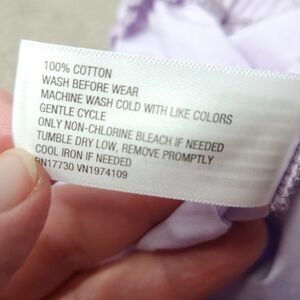 100% COTTON
WASH BEFORE WEAR
MACHINE WASH COLD WITH LIKE COLORS
GENTLE CYCLE
ONLY NON-CHLORINE BLEACH IF NEEDED
TUMBLE DRY LOW, REMOVE PROMPTLY
COOL IRON IF NEEDED
RN17730 VN1974109